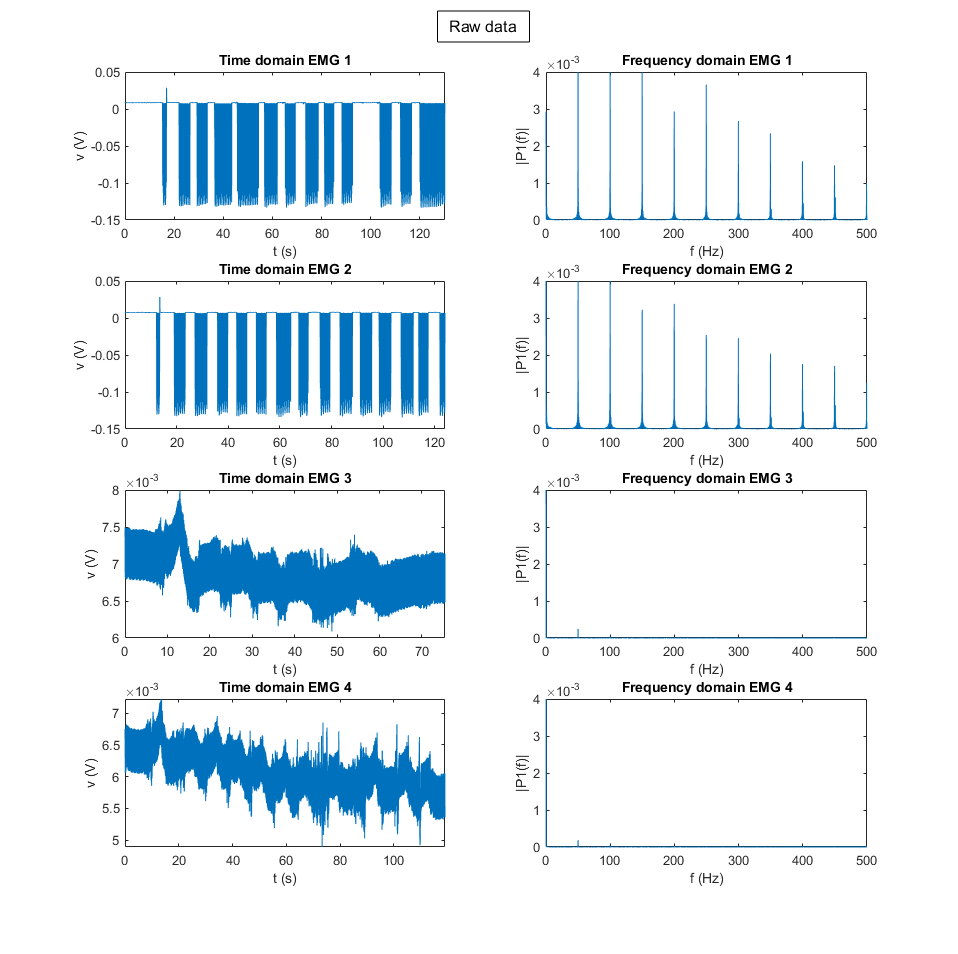 Raw data
Time domain EMG 1
v (V)
0.05
0
-0.05
-0.1
-0.15
0 20 40 60 80 100 120
t (s)
Frequency domain EMG 1
×10-3
|P1(f)|
4
3
2
1
0
0 100 200 300 400 500
f (Hz)
Time domain EMG 2
v (V)
0.05
0
-0.05
-0.1
-0.15
0 20 40 60 80 100 120
t (s)
Frequency domain EMG 2
×10-3
|P1(f)|
4
3
2
1
0
0 100 200 300 400 500
f (Hz)
Time domain EMG 3
×10-3
v (V)
8
7.5
7
6.5
6
0 10 20 30 40 50 60 70
t (s)
Frequency domain EMG 3
×10-3
|P1(f)|
4
3
2
1
0
0 100 200 300 400 500
f (Hz)
Time domain EMG 4
×10-3
v (V)
7
6.5
6
5.5
5
0 20 40 60 80 100
t (s)
Frequency domain EMG 4
×10-3
|P1(f)|
4
3
2
1
0
0 100 200 300 400 500
f (Hz)